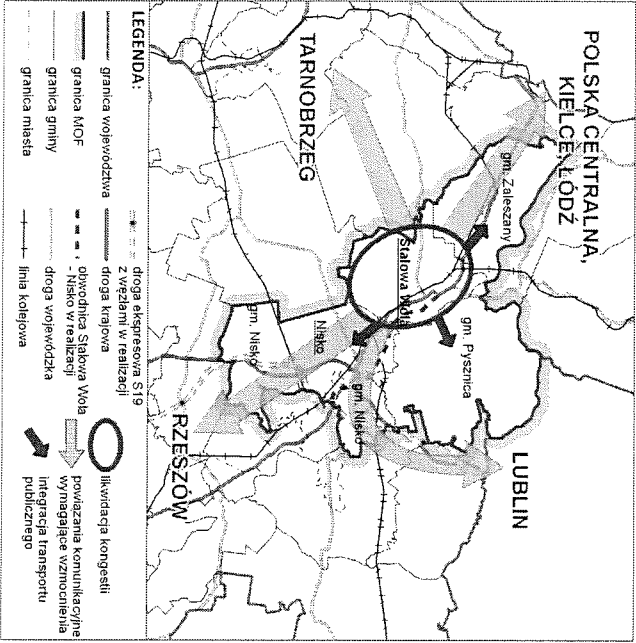 POLSKA CENTRALNA,
KIELCE, ŁÓDŹ
LUBLIN
gm. Zaleszany
gm. Pysznica
Stalowa Wola
TARNOBRZEG
Nisko
gm. Nisko
gm. Nisko
RZESZÓW
LEGENDA:
granica województwa
granica MOF
granica gminy
granica miasta
droga ekspresowa S19
z węzłami w realizacji
droga krajowa
obwodnica Stalowa Wola
- Nisko w realizacji
droga wojewódzka
linia kolejowa
likwidacja kongestii
powiązania komunikacyjne
wymagające wzmocnienia
integracja transportu
publicznego